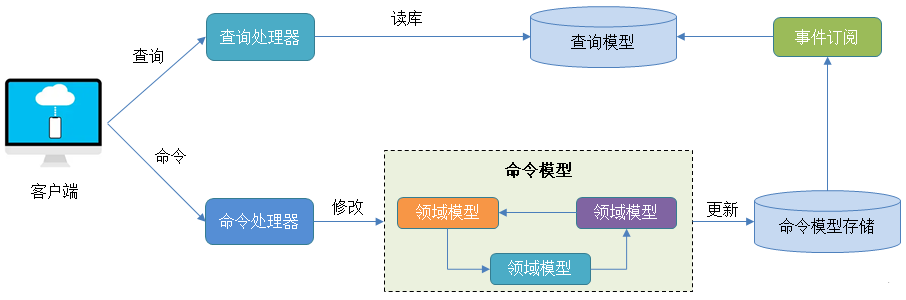 查询处理器
读库
查询模型
事件订阅
查询
客户端
命令
命令处理器
修改
命令模型
领域模型
领域模型
领域模型
更新
命令模型存储